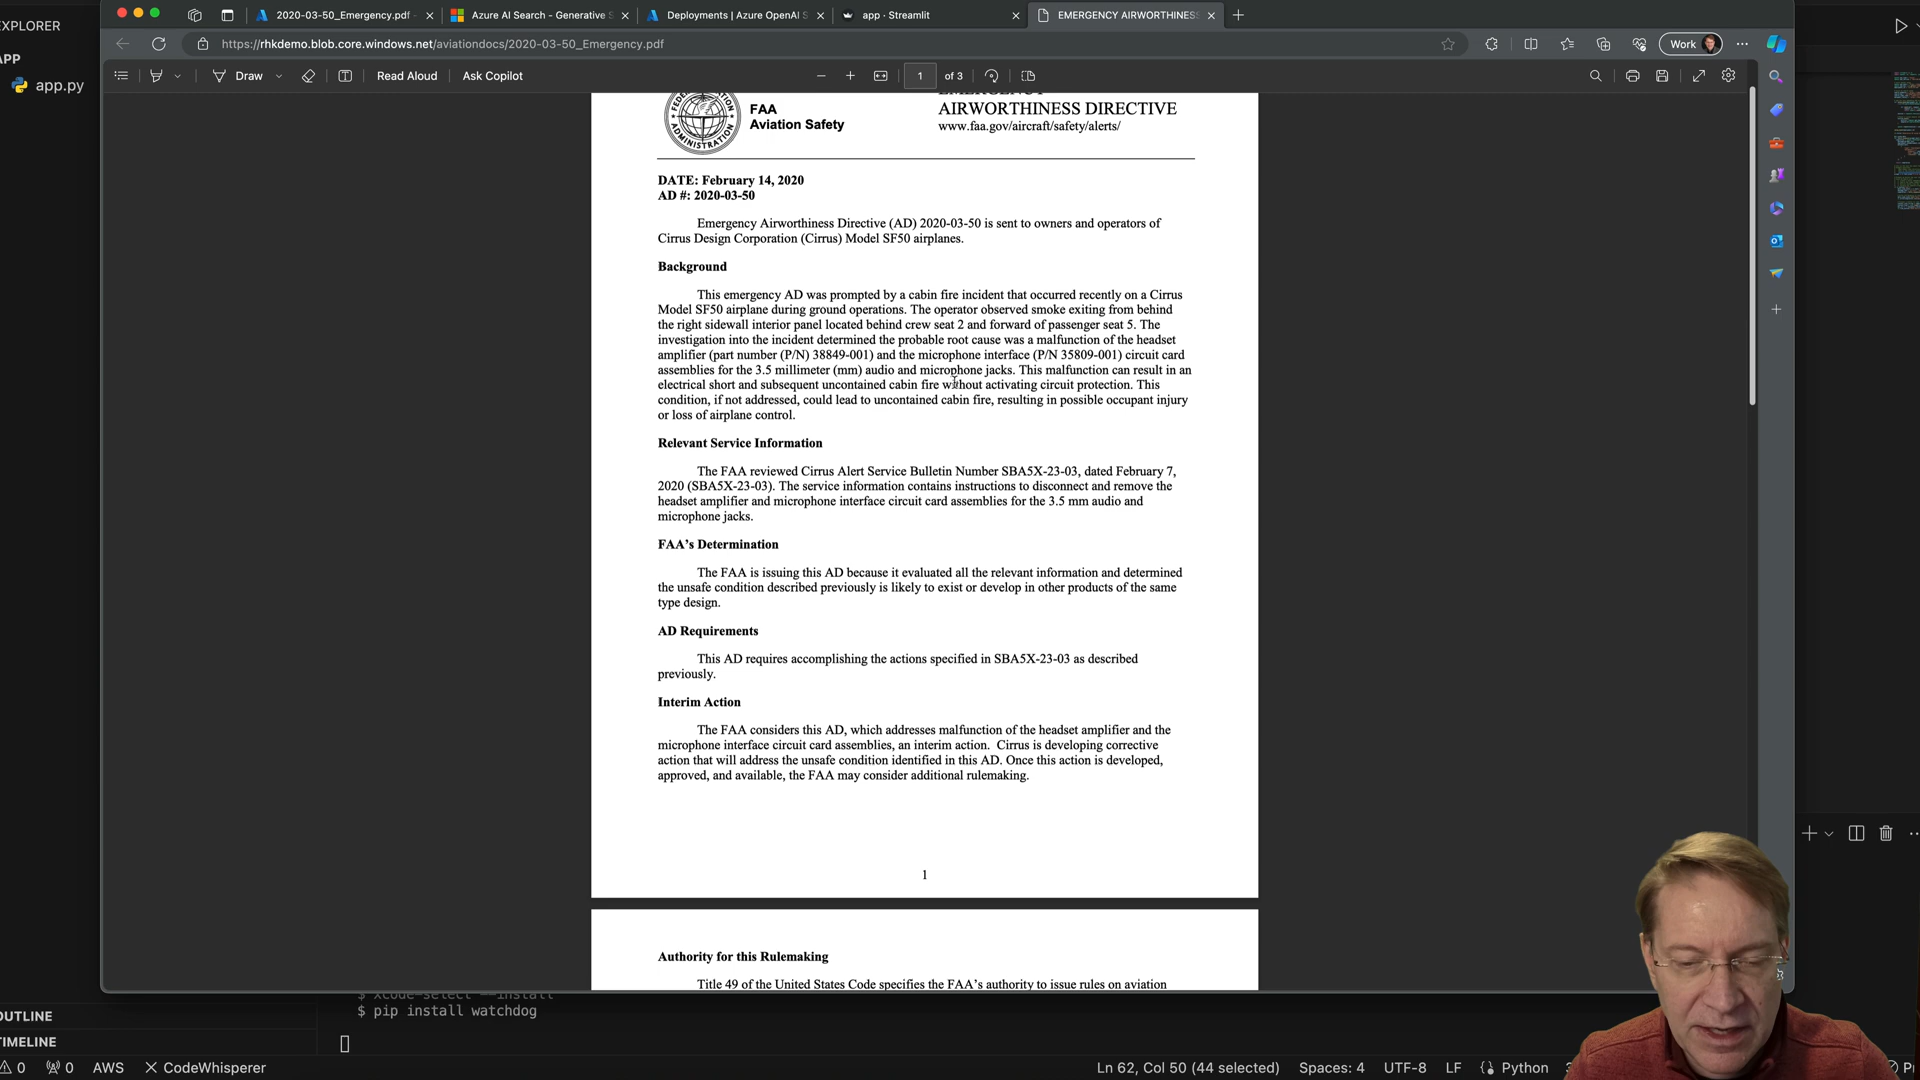 EXPLORER
2020-03-50_Emergency.pdf
Azure AI Search - Generative S
Deployments | Azure OpenAI S
app · Streamlit
EMERGENCY AIRWORTHINESS
APP
app.py
https://rhkdemo.blob.core.windows.net/aviationdocs/2020-03-50_Emergency.pdf
Work
Draw
Read Aloud
Ask Copilot
1 of 3
FAA
Aviation Safety
EMERGENCY
AIRWORTHINESS DIRECTIVE
www.faa.gov/aircraft/safety/alerts/
DATE: February 14, 2020
AD #: 2020-03-50
Emergency Airworthiness Directive (AD) 2020-03-50 is sent to owners and operators of
Cirrus Design Corporation (Cirrus) Model SF50 airplanes.
Background
This emergency AD was prompted by a cabin fire incident that occurred recently on a Cirrus
Model SF50 airplane during ground operations. The operator observed smoke exiting from behind
the right sidewall interior panel located behind crew seat 2 and forward of passenger seat 5. The
investigation into the incident determined the probable root cause was a malfunction of the headset
amplifier (part number (P/N) 38849-001) and the microphone interface (P/N 35809-001) circuit card
assemblies for the 3.5 millimeter (mm) audio and microphone jacks. This malfunction can result in an
electrical short and subsequent uncontained cabin fire without activating circuit protection. This
condition, if not addressed, could lead to uncontained cabin fire, resulting in possible occupant injury
or loss of airplane control.
Relevant Service Information
The FAA reviewed Cirrus Alert Service Bulletin Number SBA5X-23-03, dated February 7,
2020 (SBA5X-23-03). The service information contains instructions to disconnect and remove the
headset amplifier and microphone interface circuit card assemblies for the 3.5 mm audio and
microphone jacks.
FAA's Determination
The FAA is issuing this AD because it evaluated all the relevant information and determined
the unsafe condition described previously is likely to exist or develop in other products of the same
type design.
AD Requirements
This AD requires accomplishing the actions specified in SBA5X-23-03 as described
previously.
Interim Action
The FAA considers this AD, which addresses malfunction of the headset amplifier and the
microphone interface circuit card assemblies, an interim action. Cirrus is developing corrective
action that will address the unsafe condition identified in this AD. Once this action is developed,
approved, and available, the FAA may consider additional rulemaking.
1
Authority for this Rulemaking
Title 49 of the United States Code specifies the FAA's authority to issue rules on aviation
$ xcode-select --install
$ pip install watchdog
OUTLINE
TIMELINE
0 0 AWS CodeWhisperer
Ln 62, Col 50 (44 selected) Spaces: 4 UTF-8 LF Python